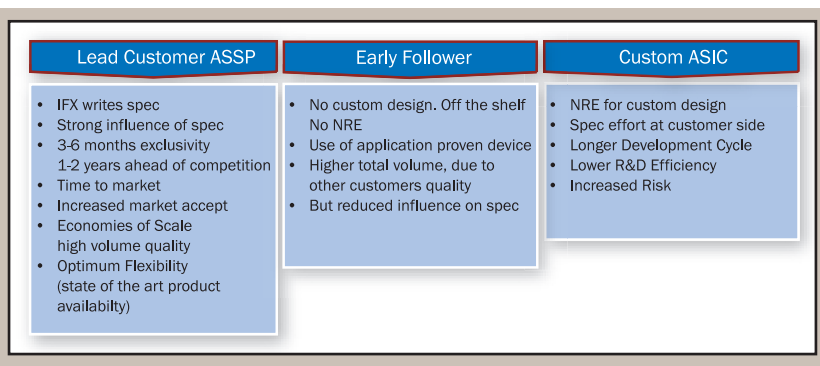 Lead Customer ASSP
• IFX writes spec
• Strong influence of spec
• 3-6 months exclusivity
1-2 years ahead of competition
• Time to market
• Increased market accept
• Economies of Scale
high volume quality
• Optimum Flexibility
(state of the art product
availabilty)
Early Follower
• No custom design. Off the shelf
No NRE
• Use of application proven device
• Higher total volume, due to
other customers quality
• But reduced influence on spec
Custom ASIC
• NRE for custom design
• Spec effort at customer side
• Longer Development Cycle
• Lower R&D Efficiency
• Increased Risk